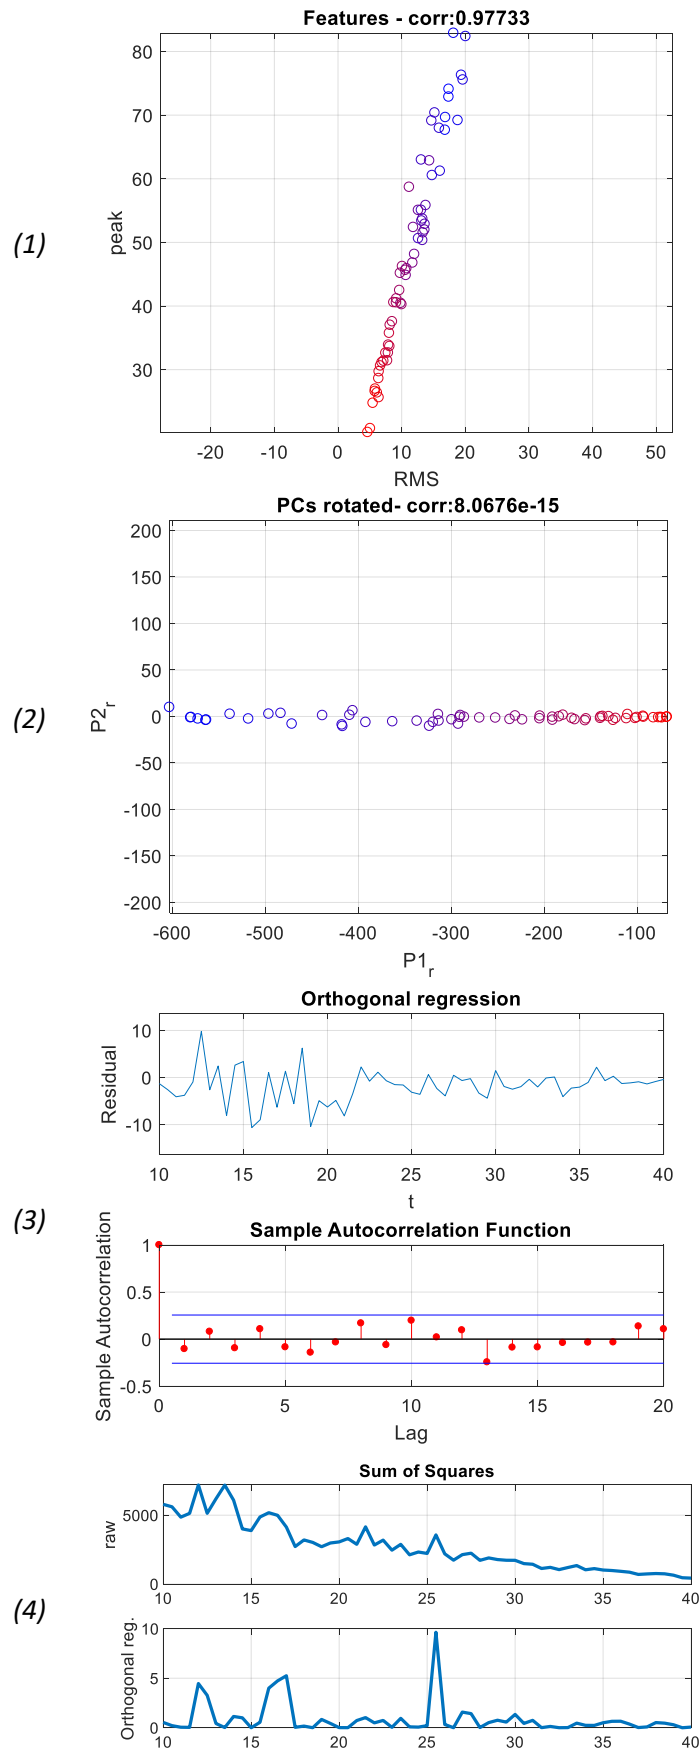 Features - corr:0.97733
80
70
60
50
40
30
peak
(1)
-20 -10 0 10 20 30 40 50
RMS
PCs rotated- corr:8.0676e-15
200
150
100
50
0
-50
-100
-150
-200
P2r
(2)
-600 -500 -400 -300 -200 -100
P1r
Orthogonal regression
10
0
-10
Residual
10 15 20 25 30 35 40
t
(3)
Sample Autocorrelation Function
1
0.5
0
-0.5
Sample Autocorrelation
0 5 10 15 20
Lag
Sum of Squares
5000
0
raw
10 15 20 25 30 35 40
(4)
10
5
0
Orthogonal reg.
10 15 20 25 30 35 40